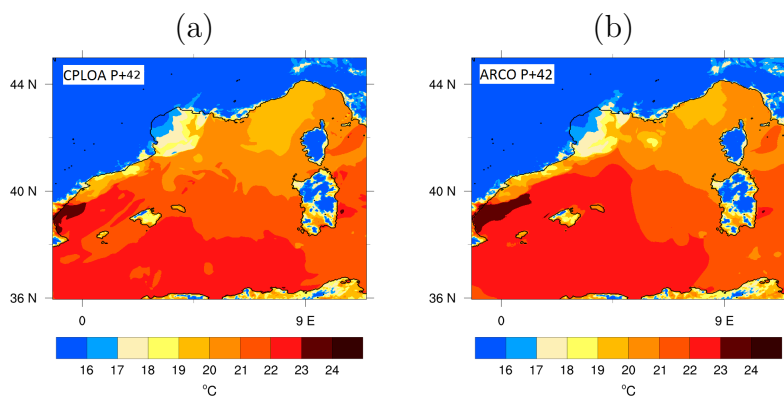 (a)
(b)
CPLOA P+42
ARCO P+42
44 N
40 N
36 N
0
9 E
44 N
40 N
36 N
0
9 E
16 17 18 19 20 21 22 23 24
°C
16 17 18 19 20 21 22 23 24
°C